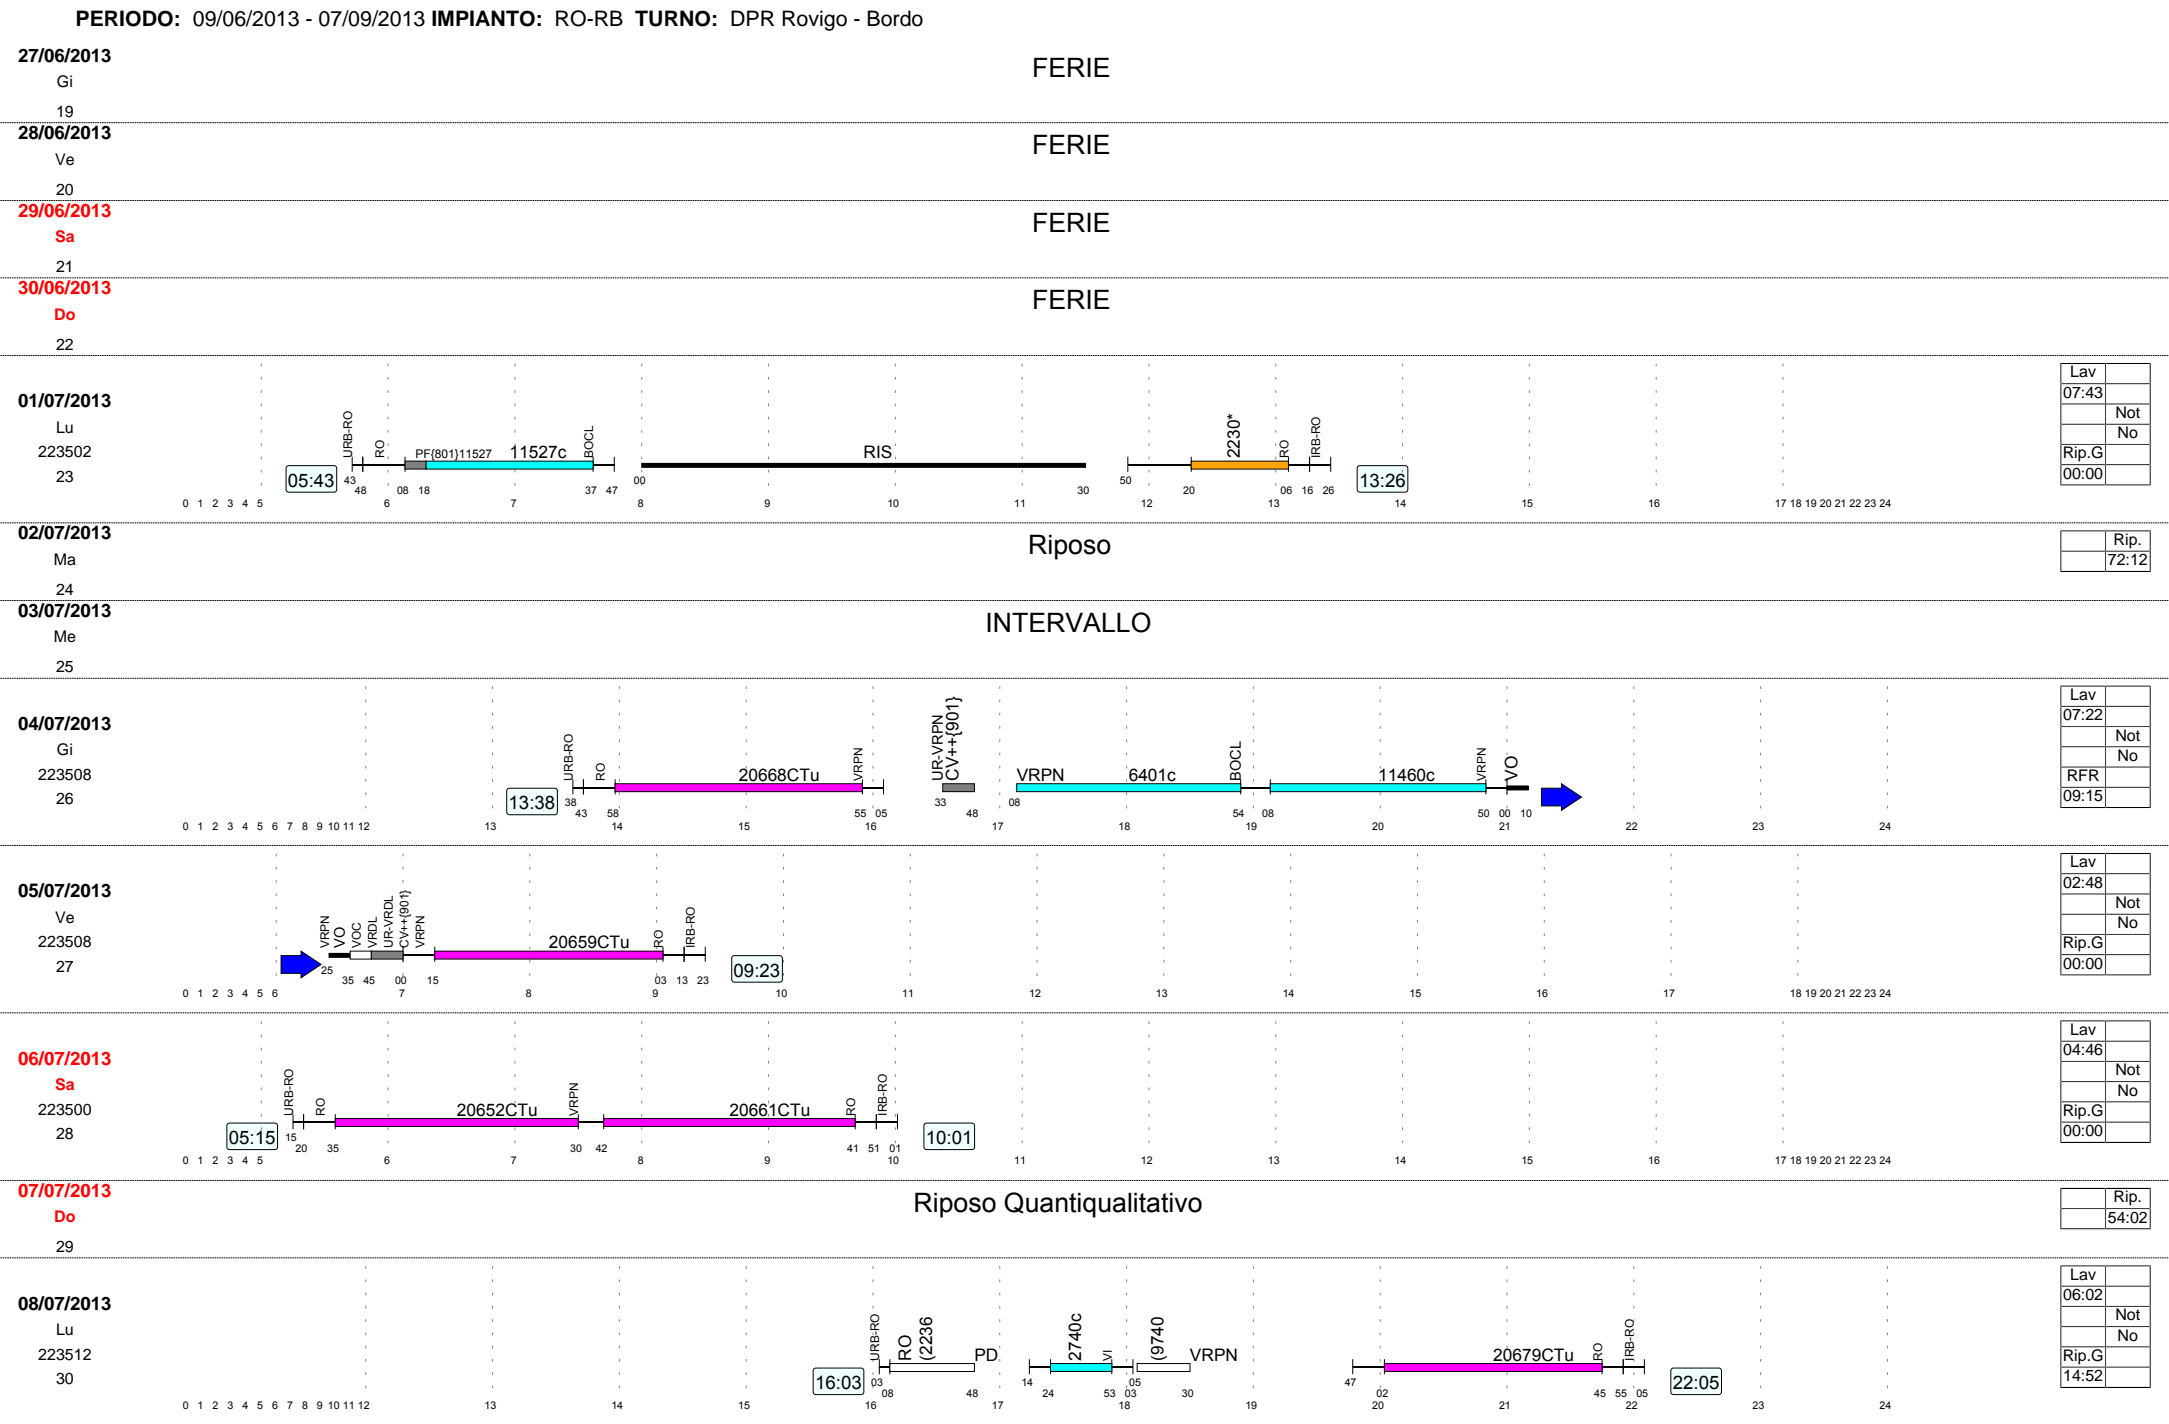 PERIODO: 09/06/2013 - 07/09/2013 IMPIANTO: RO-RB TURNO: DPR Rovigo - Bordo
27/06/2013
Gi
19
FERIE
28/06/2013
Ve
20
FERIE
29/06/2013
Sa
21
FERIE
30/06/2013
Do
22
FERIE
01/07/2013
Lu
223502
23
05:43
URB-RO RO PF{801}11527 11527c BOCL RIS 2230* RO IRB-RO
43 48 08 18 37 47 00 30 50 20 06 16 26
13:26
0 1 2 3 4 5 6 7 8 9 10 11 12 13 14 15 16 17 18 19 20 21 22 23 24
Lav
07:43
Not
No
Rip.G
00:00
02/07/2013
Ma
24
Riposo
Rip.
72:12
03/07/2013
Me
25
INTERVALLO
04/07/2013
Gi
223508
26
13:38
URB-RO RO 20668CTu VRPN UR-VRPN CV++{901} VRPN 6401c BOCL 11460c VRPN VO
38 43 58 55 05 33 48 08 54 08 50 00 10
0 1 2 3 4 5 6 7 8 9 10 11 12 13 14 15 16 17 18 19 20 21 22 23 24
Lav
07:22
Not
No
RFR
09:15
05/07/2013
Ve
223508
27
VRPN VO VOC VRDL UR-VRDL CV++{901} VRPN 20659CTu RO IRB-RO
25 35 45 00 15 03 13 23
09:23
0 1 2 3 4 5 6 7 8 9 10 11 12 13 14 15 16 17 18 19 20 21 22 23 24
Lav
02:48
Not
No
Rip.G
00:00
06/07/2013
Sa
223500
28
05:15
URB-RO RO 20652CTu VRPN 20661CTu RO IRB-RO
15 20 35 30 42 41 51 01
10:01
0 1 2 3 4 5 6 7 8 9 10 11 12 13 14 15 16 17 18 19 20 21 22 23 24
Lav
04:46
Not
No
Rip.G
00:00
07/07/2013
Do
29
Riposo Quantiqualitativo
Rip.
54:02
08/07/2013
Lu
223512
30
16:03
URB-RO RO (2236 PD 2740c VI (9740 VRPN 20679CTu RO IRB-RO
03 08 48 14 24 53 03 05 30 47 02 45 55 05
22:05
0 1 2 3 4 5 6 7 8 9 10 11 12 13 14 15 16 17 18 19 20 21 22 23 24
Lav
06:02
Not
No
Rip.G
14:52